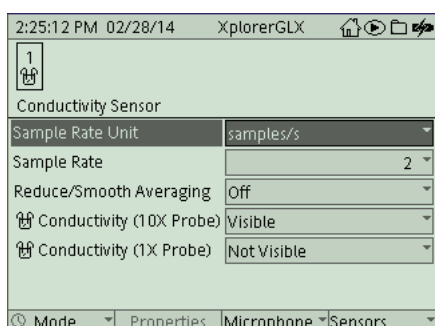 2:25:12 PM 02/28/14 XplorerGLX
1
Conductivity Sensor
Sample Rate Unit samples/s
Sample Rate 2
Reduce/Smooth Averaging Off
Conductivity (10X Probe) Visible
Conductivity (1X Probe) Not Visible
Mode Properties Microphone Sensors